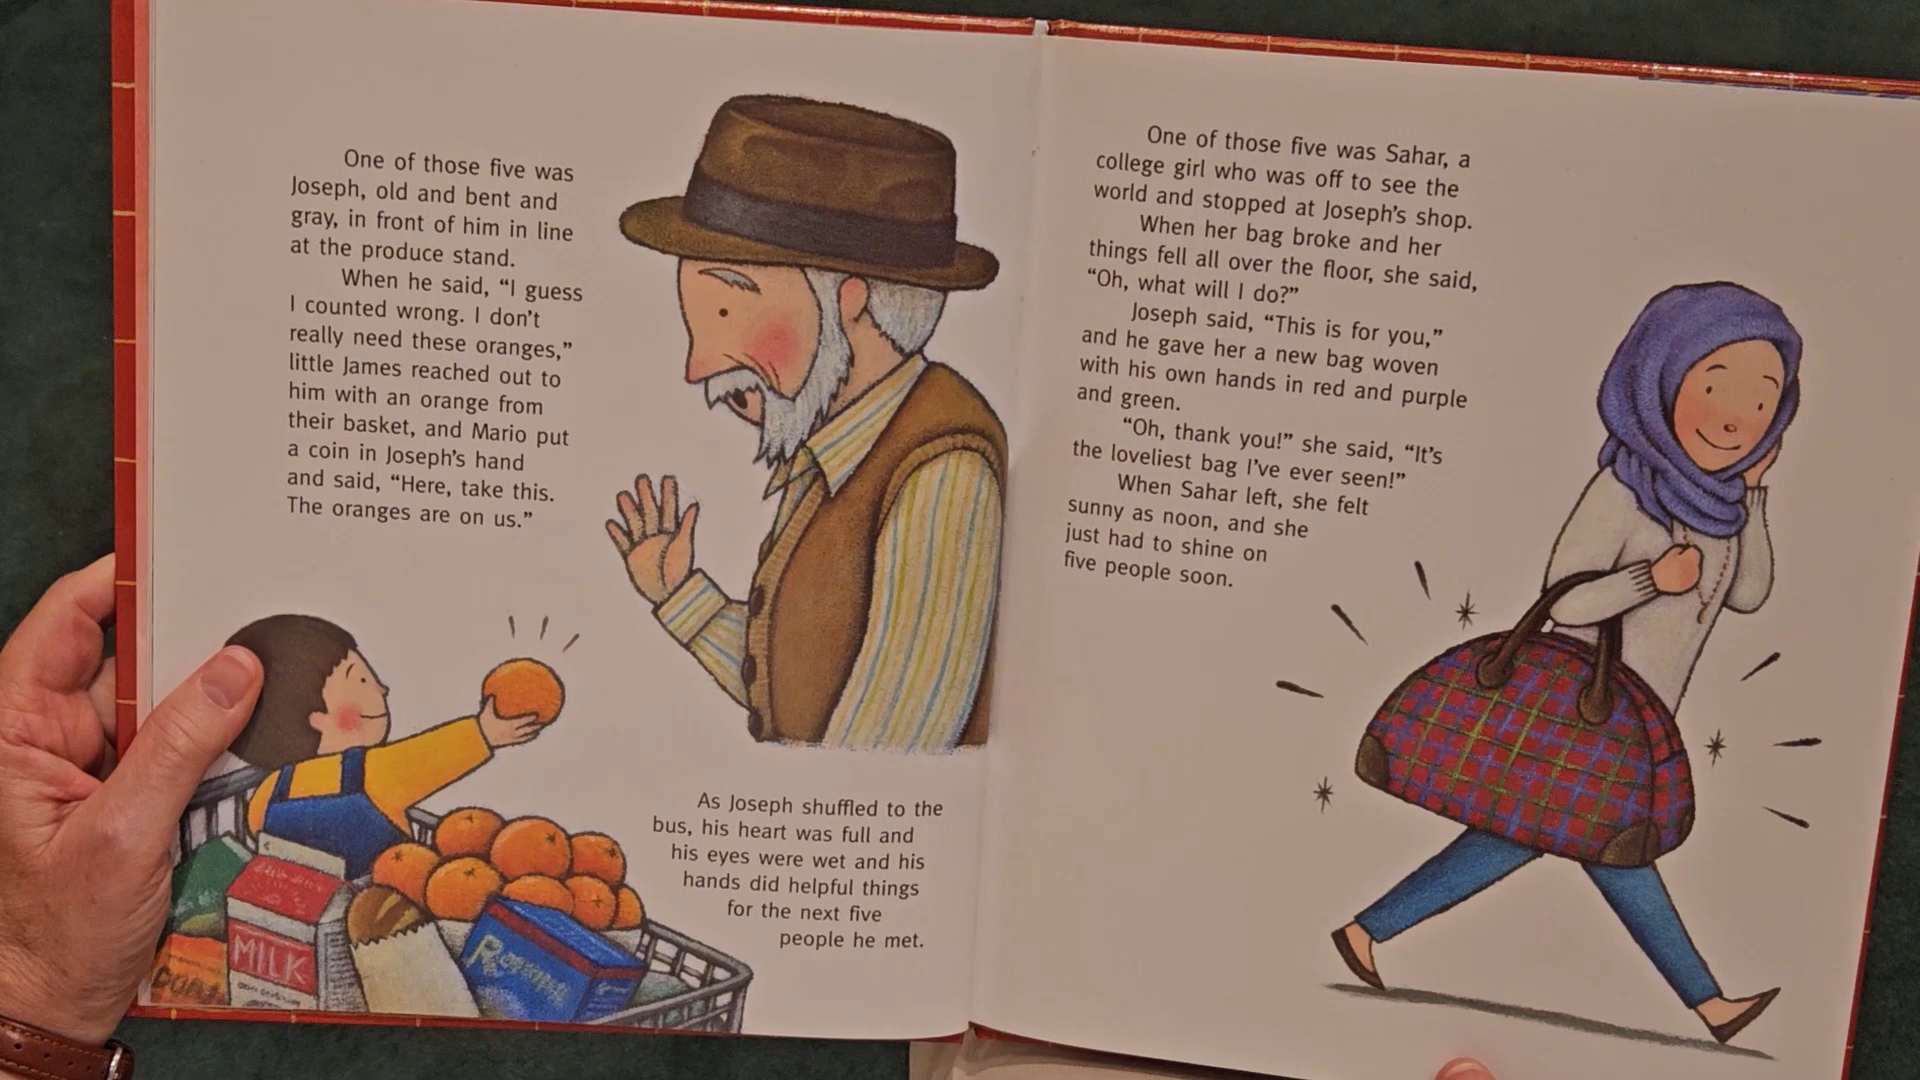 One of those five was
Joseph, old and bent and
gray, in front of him in line
at the produce stand.
When he said, “I guess
I counted wrong. I don’t
really need these oranges,”
little James reached out to
him with an orange from
their basket, and Mario put
a coin in Joseph’s hand
and said, “Here, take this.
The oranges are on us.”
MILK
As Joseph shuffled to the
bus, his heart was full and
his eyes were wet and his
hands did helpful things
for the next five
people he met.
One of those five was Sahar, a
college girl who was off to see the
world and stopped at Joseph’s shop.
When her bag broke and her
things fell all over the floor, she said,
“Oh, what will I do?”
Joseph said, “This is for you,”
and he gave her a new bag woven
with his own hands in red and purple
and green.
“Oh, thank you!” she said, “It’s
the loveliest bag I’ve ever seen!”
When Sahar left, she felt
sunny as noon, and she
just had to shine on
five people soon.